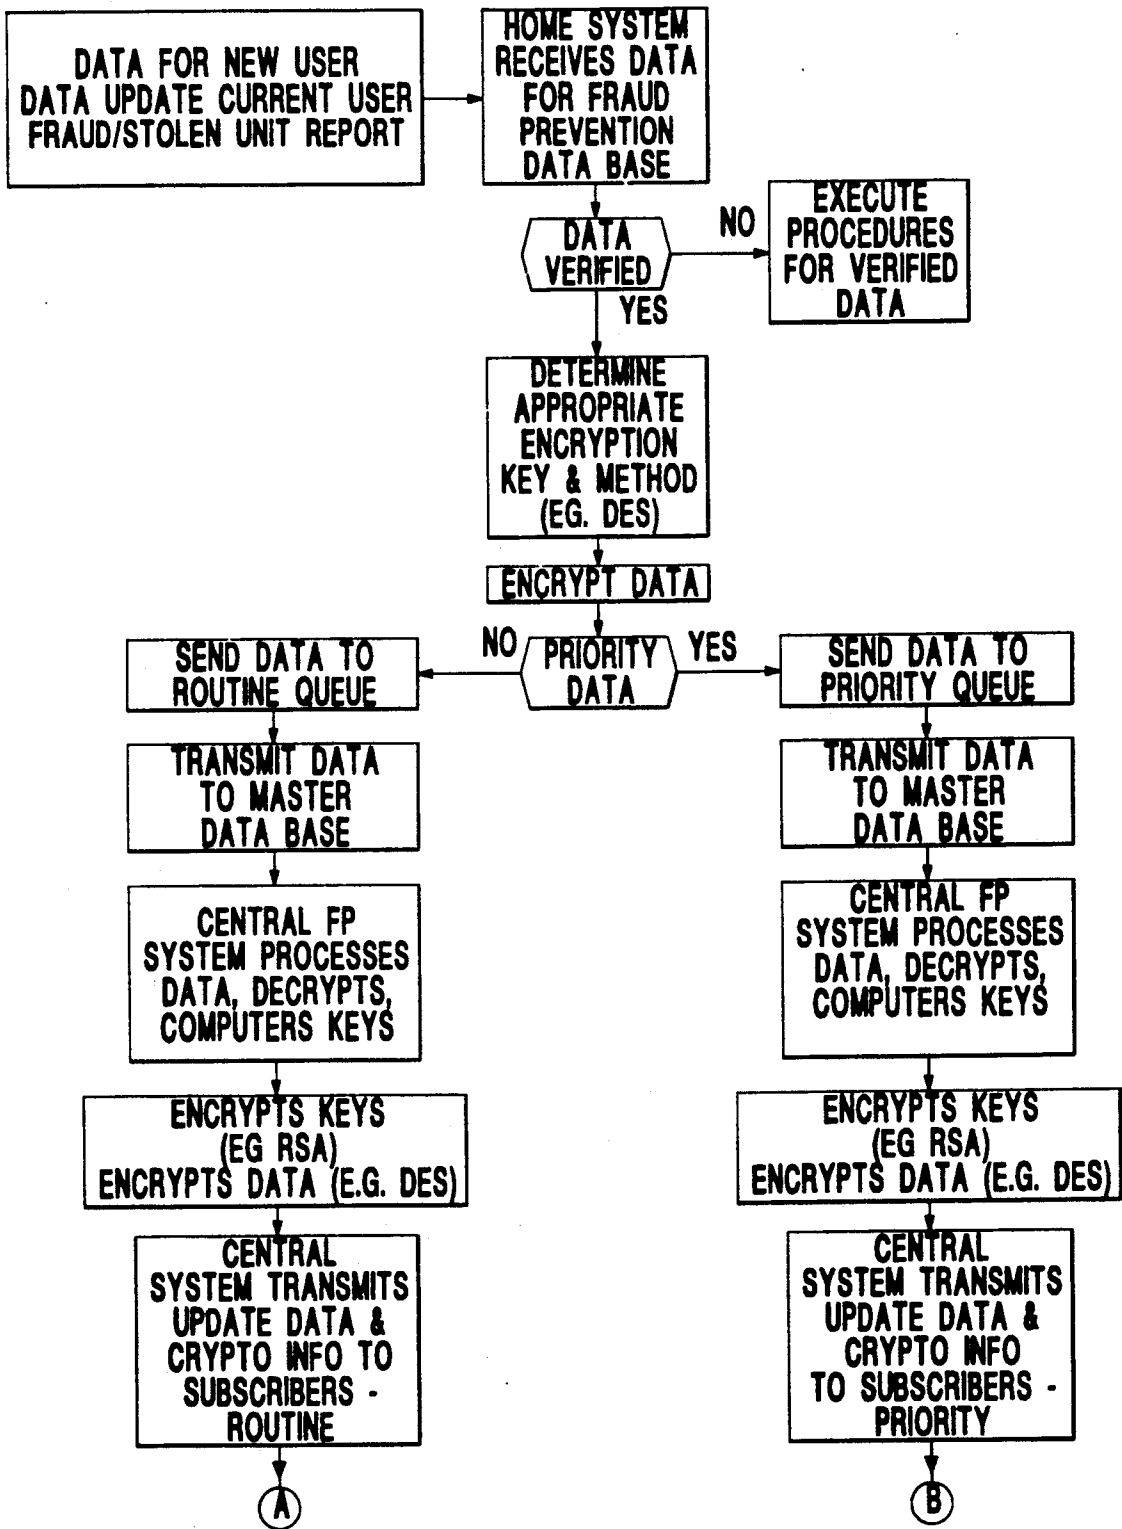 DATA FOR NEW USER
DATA UPDATE CURRENT USER
FRAUD/STOLEN UNIT REPORT
HOME SYSTEM
RECEIVES DATA
FOR FRAUD
PREVENTION
DATA BASE
DATA
VERIFIED
NO
EXECUTE
PROCEDURES
FOR VERIFIED
DATA
YES
DETERMINE
APPROPRIATE
ENCRYPTION
KEY & METHOD
(EG. DES)
ENCRYPT DATA
PRIORITY
DATA
NO
YES
SEND DATA TO
ROUTINE QUEUE
TRANSMIT DATA
TO MASTER
DATA BASE
CENTRAL FP
SYSTEM PROCESSES
DATA, DECRYPTS,
COMPUTERS KEYS
ENCRYPTS KEYS
(EG RSA)
ENCRYPTS DATA (E.G. DES)
CENTRAL
SYSTEM TRANSMITS
UPDATE DATA &
CRYPTO INFO TO
SUBSCRIBERS -
ROUTINE
A
SEND DATA TO
PRIORITY QUEUE
TRANSMIT DATA
TO MASTER
DATA BASE
CENTRAL FP
SYSTEM PROCESSES
DATA, DECRYPTS,
COMPUTERS KEYS
ENCRYPTS KEYS
(EG RSA)
ENCRYPTS DATA (E.G. DES)
CENTRAL
SYSTEM TRANSMITS
UPDATE DATA &
CRYPTO INFO
TO SUBSCRIBERS -
PRIORITY
B